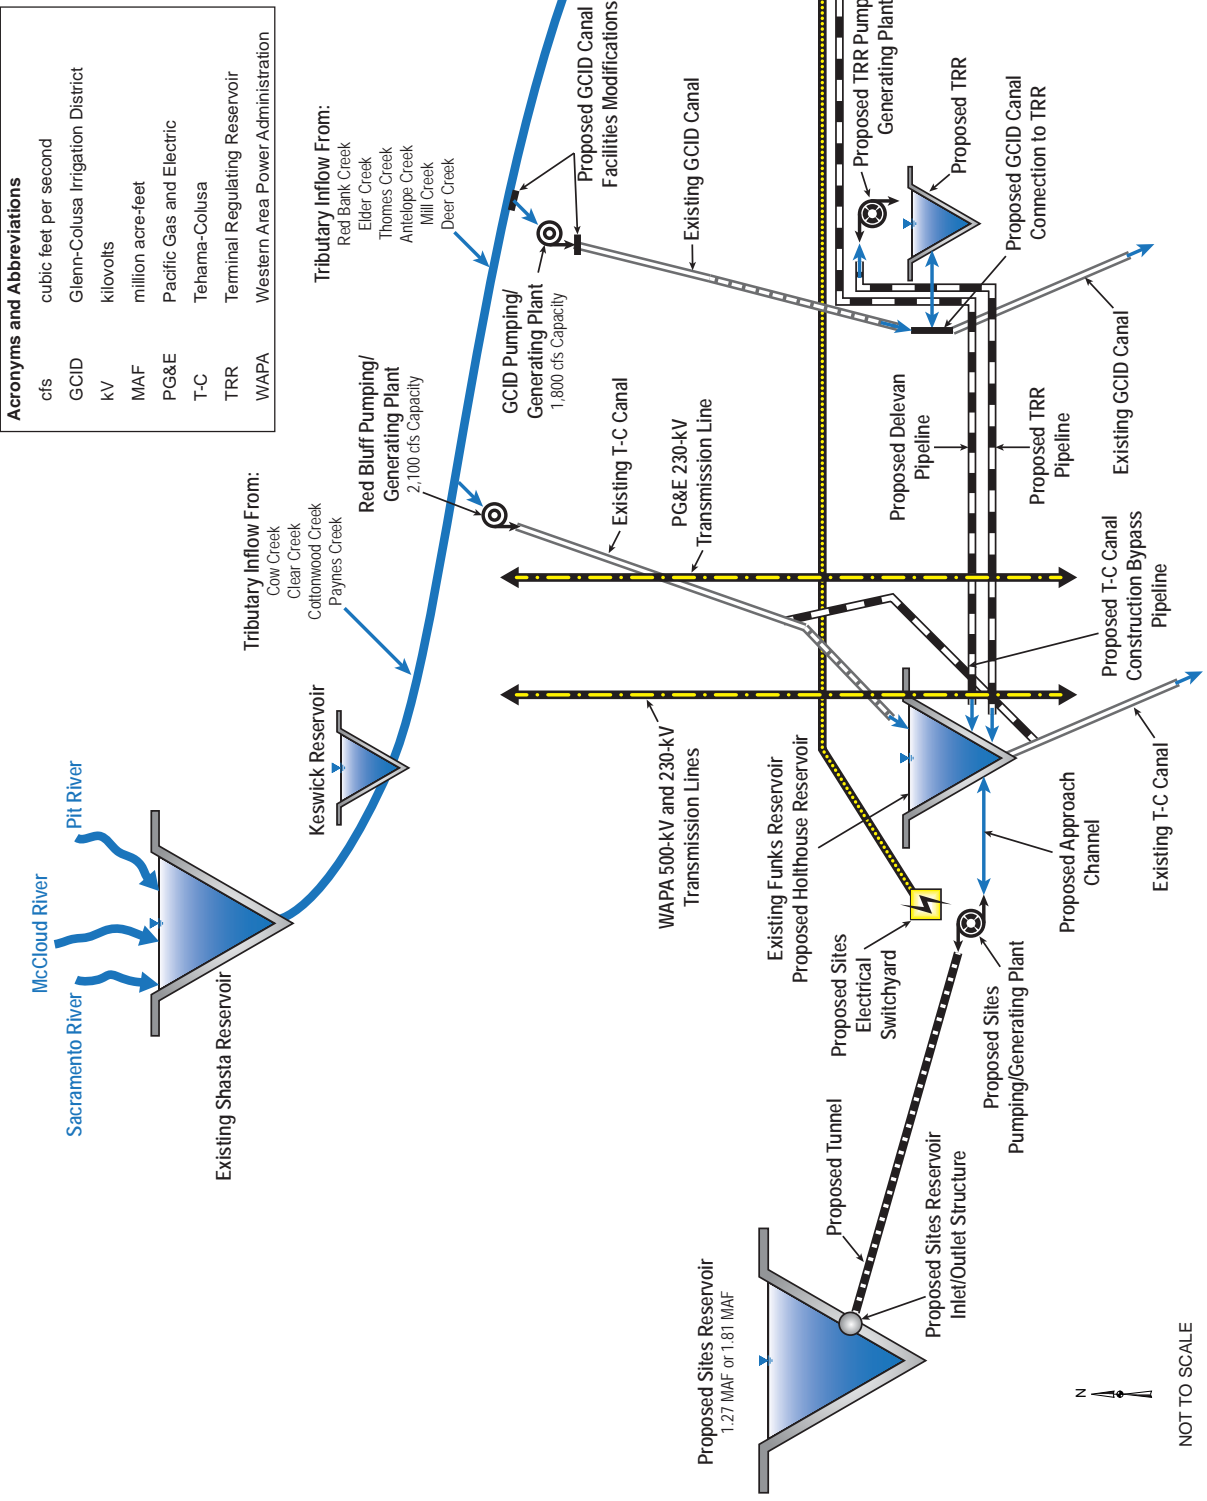 Acronyms and Abbreviations
cfs cubic feet per second
GCID Glenn-Colusa Irrigation District
kV kilovolts
MAF million acre-feet
PG&E Pacific Gas and Electric
T-C Tehama-Colusa
TRR Terminal Regulating Reservoir
WAPA Western Area Power Administration
Pit River
McCloud River
Sacramento River
Existing Shasta Reservoir
Keswick Reservoir
Tributary Inflow From:
Cow Creek
Clear Creek
Cottonwood Creek
Paynes Creek
Tributary Inflow From:
Red Bank Creek
Elder Creek
Thomes Creek
Antelope Creek
Mill Creek
Deer Creek
Red Bluff Pumping/
Generating Plant
2,100 cfs Capacity
GCID Pumping/
Generating Plant
1,800 cfs Capacity
Proposed GCID Canal
Facilities Modifications
Existing T-C Canal
PG&E 230-kV
Transmission Line
Existing GCID Canal
WAPA 500-kV and 230-kV
Transmission Lines
Proposed TRR Pump
Generating Plant
Proposed TRR
Proposed GCID Canal
Connection to TRR
Proposed Delevan
Pipeline
Proposed TRR
Pipeline
Existing GCID Canal
Existing Funks Reservoir
Proposed Holthouse Reservoir
Proposed T-C Canal
Construction Bypass
Pipeline
Proposed Sites
Electrical
Switchyard
Proposed Approach
Channel
Existing T-C Canal
Proposed Sites
Pumping/Generating Plant
Proposed Tunnel
Proposed Sites Reservoir
Inlet/Outlet Structure
Proposed Sites Reservoir
1.27 MAF or 1.81 MAF
N
NOT TO SCALE